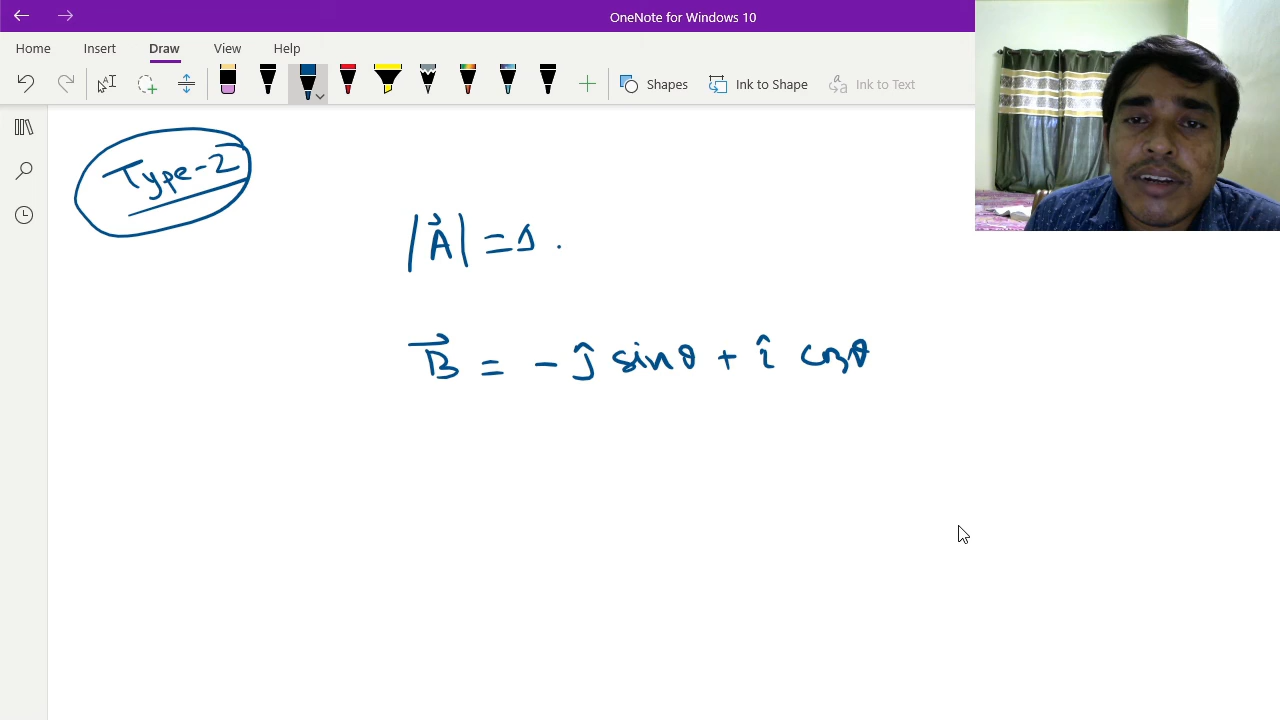 OneNote for Windows 10
Home Insert Draw View Help
Shapes Ink to Shape Ink to Text
Type-2
|A⃗| = 1.
B⃗ = - ĵ sinθ + î cosθ